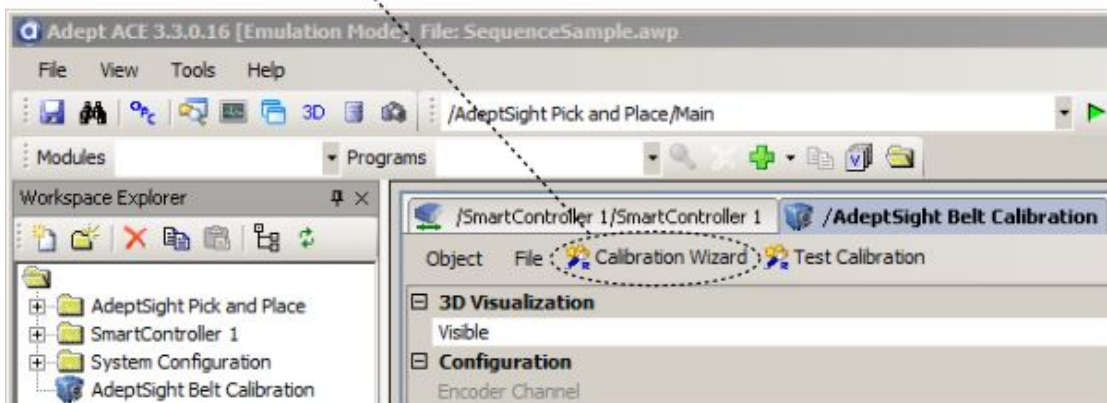 Adept ACE 3.3.0.16 [Emulation Mode] File: SequenceSample.awp
File View Tools Help
3D /AdeptSight Pick and Place/Main
Modules Programs
Workspace Explorer
/SmartController 1/SmartController 1 /AdeptSight Belt Calibration
Object File Calibration Wizard Test Calibration
3D Visualization
AdeptSight Pick and Place
Visible
SmartController 1
Configuration
System Configuration
Encoder Channel
AdeptSight Belt Calibration